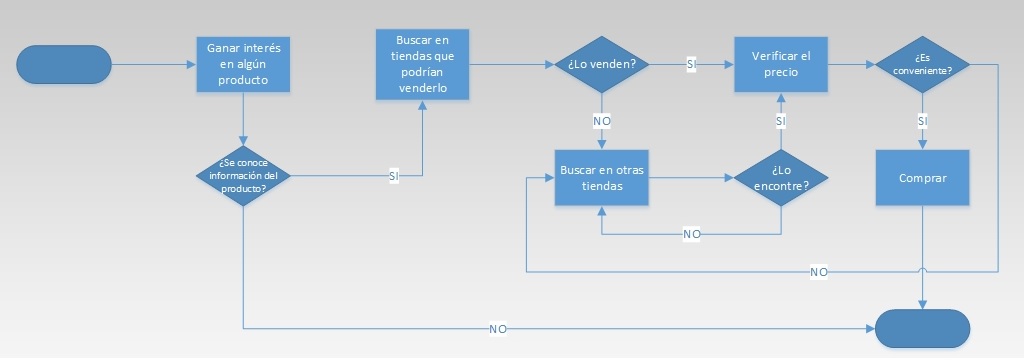 Ganar interés
en algún
producto
¿Se conoce
información del
producto?
SI
Buscar en
tiendas que
podrían
venderlo
¿Lo venden?
SI
NO
Verificar el
precio
¿Es
conveniente?
SI
SI
Buscar en otras
tiendas
¿Lo
encontre?
Comprar
NO
NO
NO